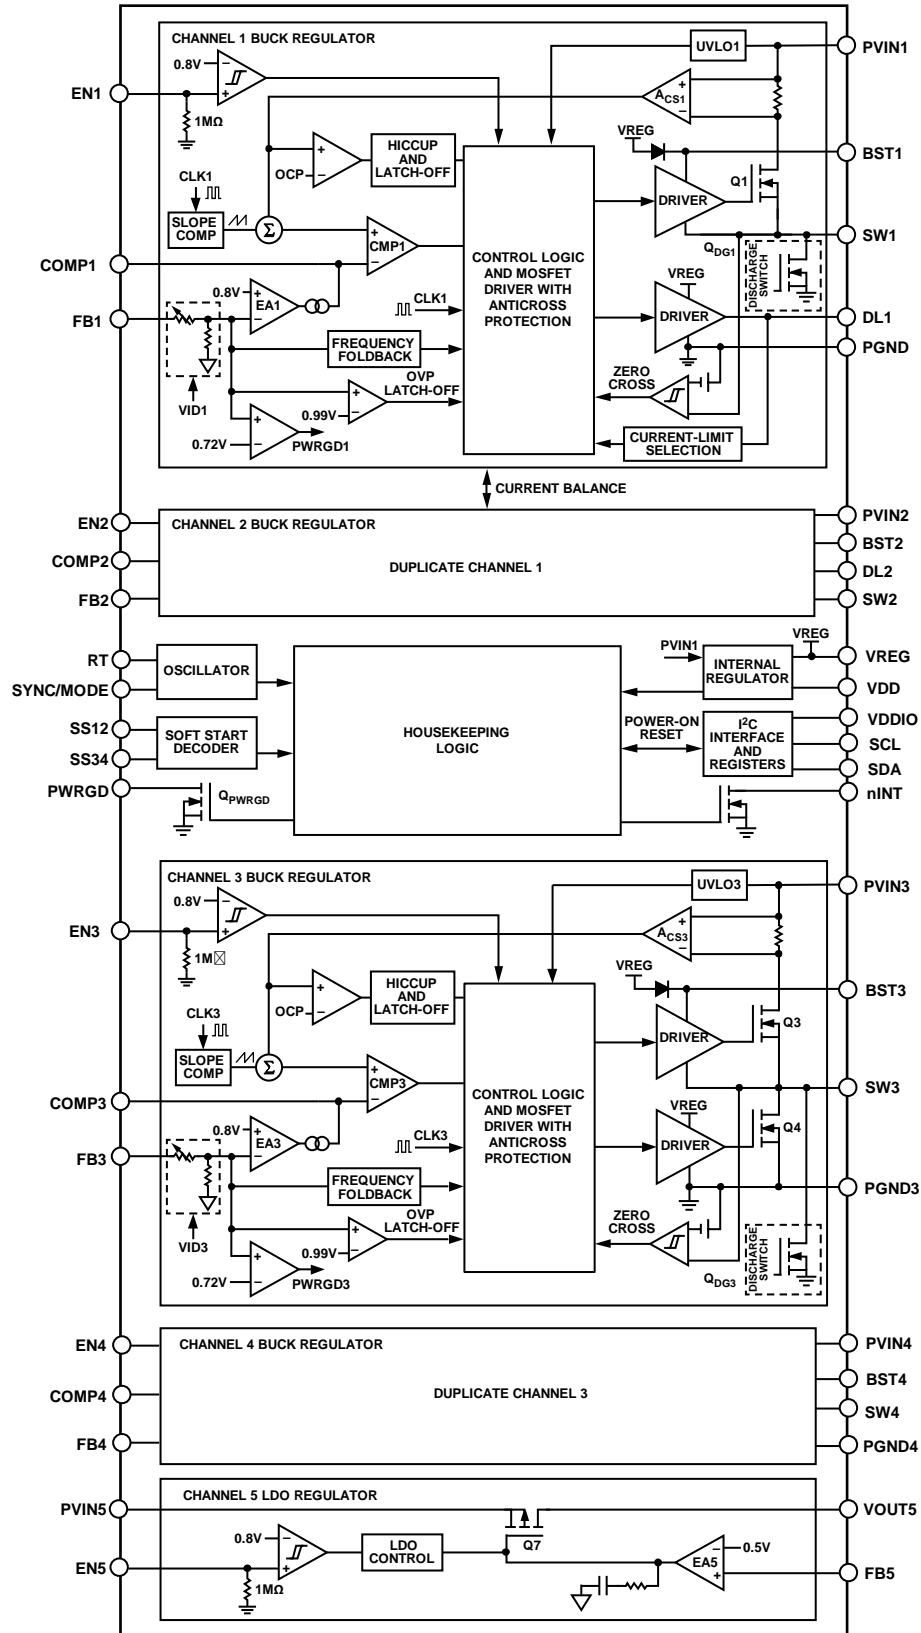 CHANNEL 1 BUCK REGULATOR
UVLO1
PVIN1
0.8V
−
+
EN1
1MΩ
ACS1
+
−
VREG
BST1
HICCUP
AND
LATCH-OFF
+
OCP
−
CLK1
SLOPE
COMP
Σ
+
CMP1
−
CONTROL LOGIC
AND MOSFET
DRIVER WITH
ANTICROSS
PROTECTION
DRIVER
Q1
SW1
QDG1
DISCHARGE
SWITCH
COMP1
0.8V
+
EA1
−
CLK1
VREG
DRIVER
DL1
FB1
PGND
FREQUENCY
FOLDBACK
VID1
OVP
LATCH-OFF
ZERO
CROSS
0.99V
+
−
+
0.72V
−
PWRGD1
CURRENT-LIMIT
SELECTION
CURRENT BALANCE
EN2
CHANNEL 2 BUCK REGULATOR
PVIN2
BST2
COMP2
DUPLICATE CHANNEL 1
DL2
FB2
SW2
RT
OSCILLATOR
SYNC/MODE
PVIN1
INTERNAL
REGULATOR
VREG
VREG
VDD
SS12
SOFT START
DECODER
SS34
HOUSEKEEPING
LOGIC
POWER-ON
RESET
I2C
INTERFACE
AND
REGISTERS
VDDIO
SCL
SDA
PWRGD
QPWRGD
nINT
CHANNEL 3 BUCK REGULATOR
UVLO3
PVIN3
0.8V
−
+
EN3
1M☒
ACS3
+
−
VREG
BST3
HICCUP
AND
LATCH-OFF
+
OCP
−
CLK3
SLOPE
COMP
Σ
+
CMP3
−
CONTROL LOGIC
AND MOSFET
DRIVER WITH
ANTICROSS
PROTECTION
DRIVER
Q3
SW3
COMP3
0.8V
+
EA3
−
CLK3
VREG
DRIVER
Q4
FB3
FREQUENCY
FOLDBACK
PGND3
VID3
OVP
LATCH-OFF
ZERO
CROSS
0.99V
+
−
+
0.72V
−
PWRGD3
QDG3
DISCHARGE
SWITCH
EN4
CHANNEL 4 BUCK REGULATOR
PVIN4
BST4
COMP4
DUPLICATE CHANNEL 3
SW4
FB4
PGND4
CHANNEL 5 LDO REGULATOR
PVIN5
VOUT5
Q7
0.8V
−
+
LDO
CONTROL
EN5
1MΩ
−
0.5V
EA5
+
FB5